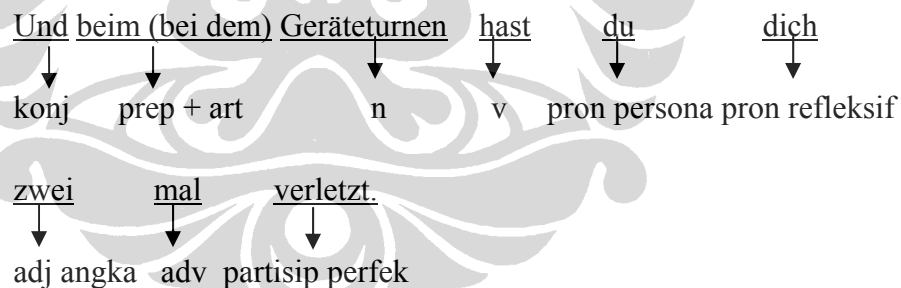 Und beim (bei dem) Geräteturnen hast du dich
konj prep + art n v pron persona pron refleksif
zwei mal verletzt.
adj angka adv partisip perfek